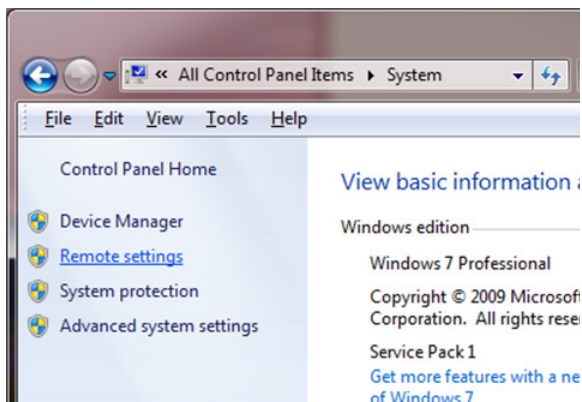 « All Control Panel Items ▸ System
File Edit View Tools Help
Control Panel Home
Device Manager
Remote settings
System protection
Advanced system settings
View basic information
Windows edition
Windows 7 Professional
Copyright © 2009 Microsoft
Corporation. All rights
Service Pack 1
Get more features with a
of Windows 7